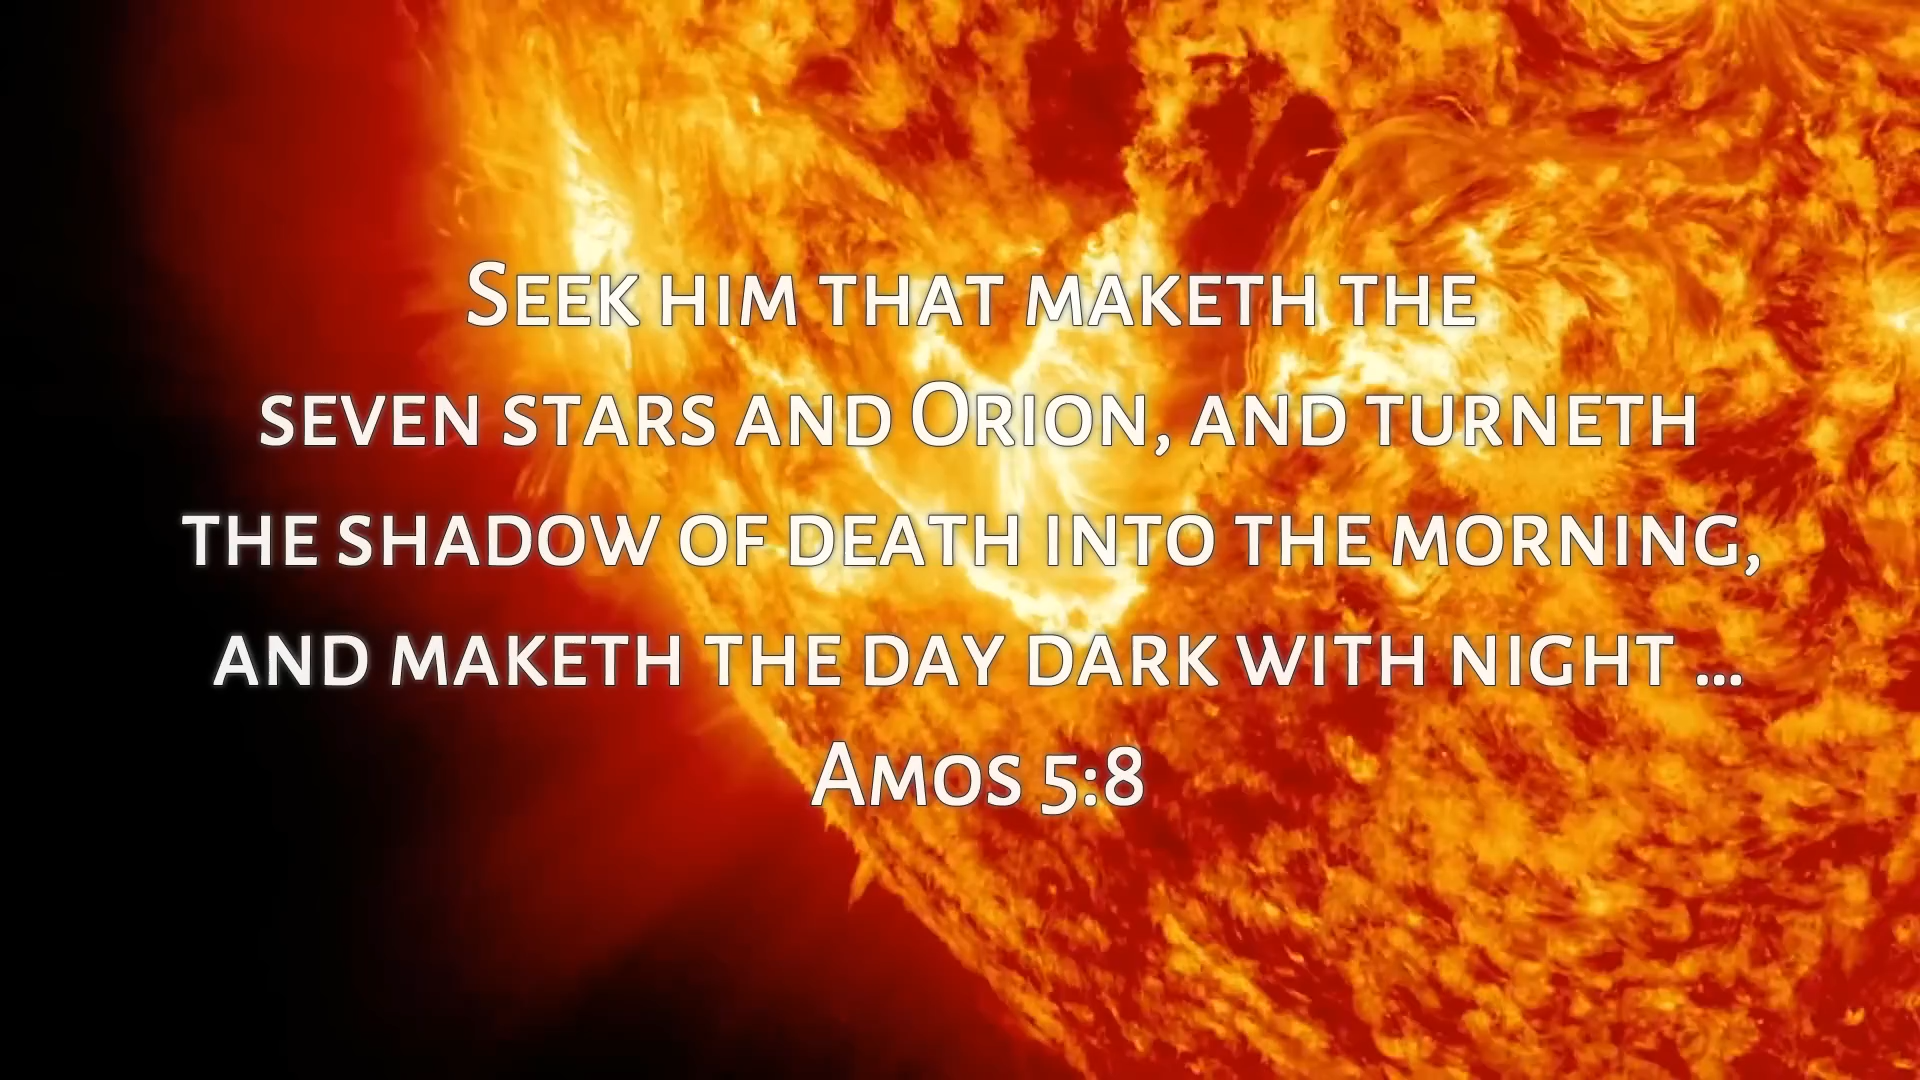 Seek him that maketh the
seven stars and Orion, and turneth
the shadow of death into the morning,
and maketh the day dark with night ...
Amos 5:8